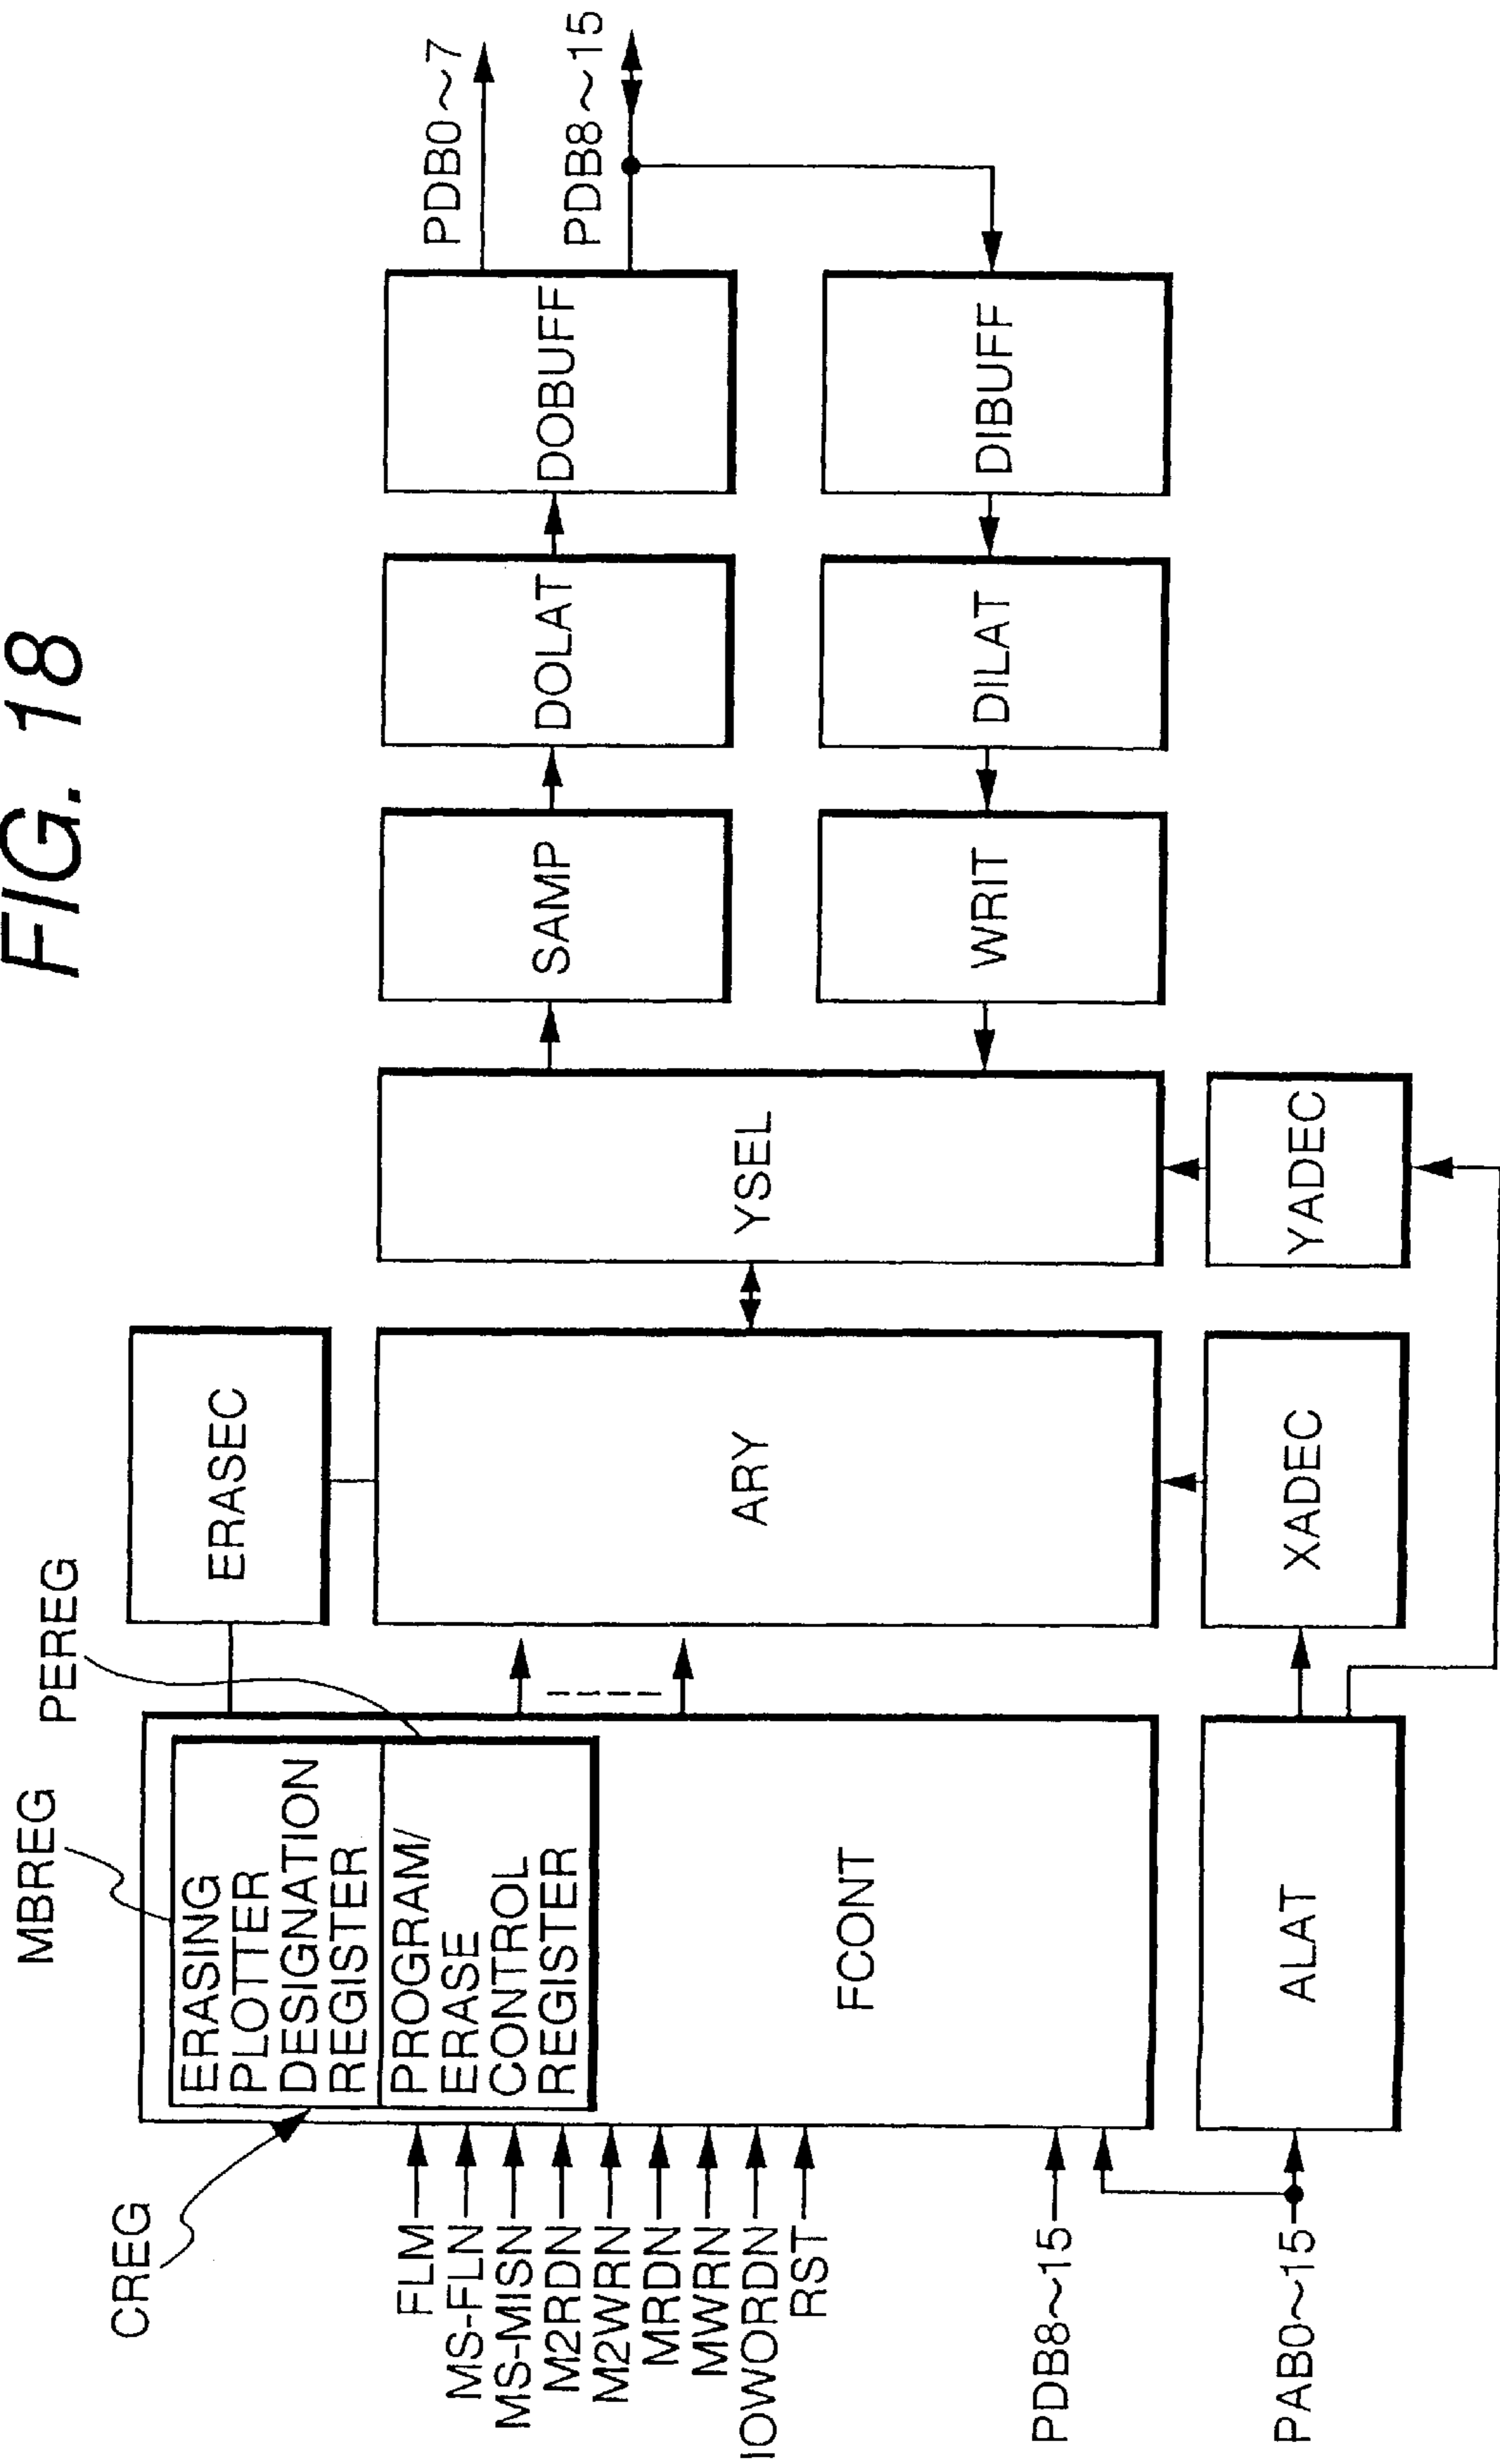 FIG. 18
CREG
MBREG
PEREG
ERASING
PLOTTER
DESIGNATION
REGISTER
PROGRAM/
ERASE
CONTROL
REGISTER
FCONT
FLM
MS-FLN
MS-MISN
M2RDN
M2WRN
MRDN
MWRN
IOWORDN
RST
PDB8~15
PAB0~15
ALAT
ERASEC
ARY
XADEC
YSEL
YADEC
SAMP
DOLAT
DOBUFF
PDB0~7
PDB8~15
WRIT
DILAT
DIBUFF